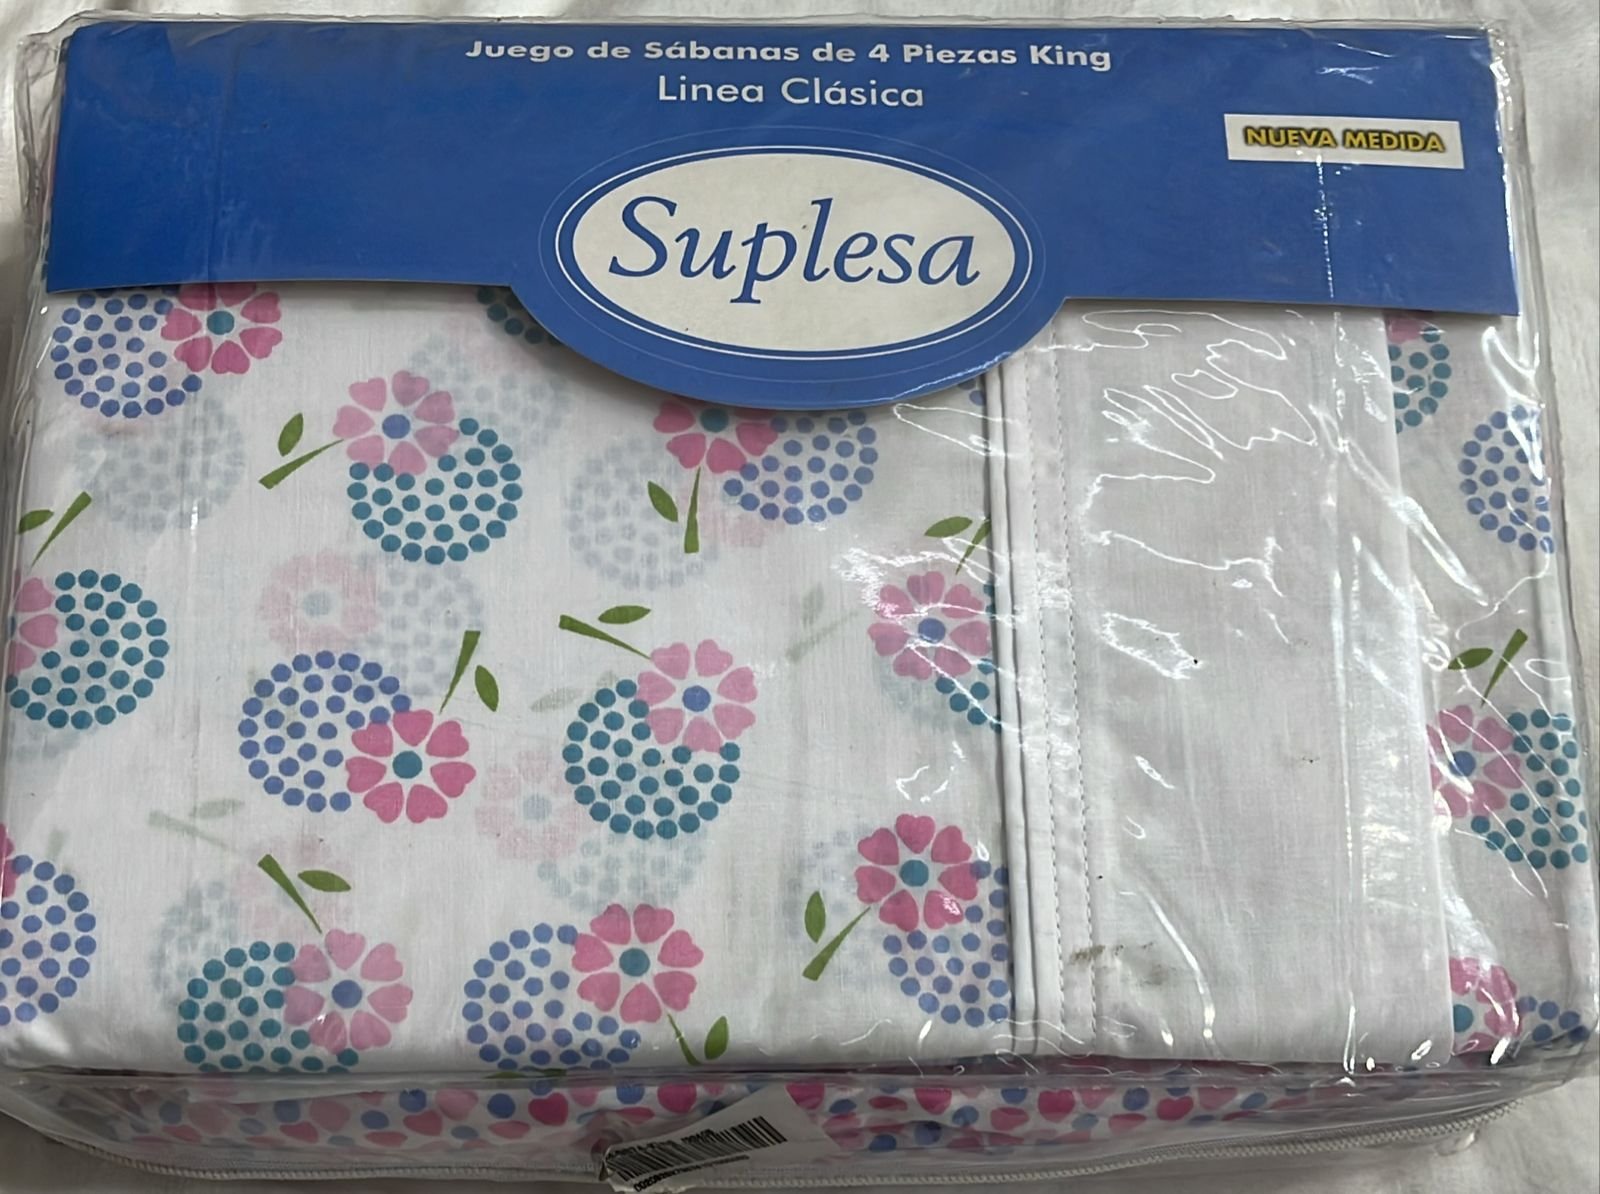 Juego de Sábanas de 4 Piezas King
Linea Clásica
NUEVA MEDIDA
Suplesa